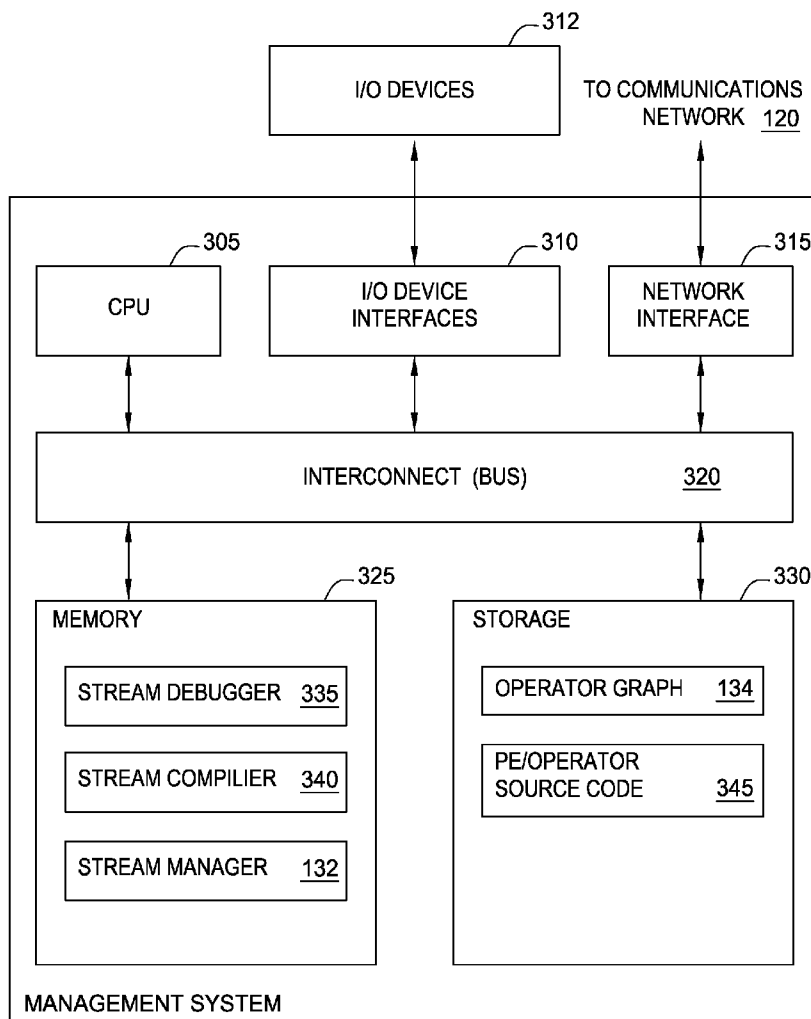 312
I/O DEVICES
TO COMMUNICATIONS
NETWORK 120
305
CPU
310
I/O DEVICE
INTERFACES
315
NETWORK
INTERFACE
INTERCONNECT (BUS) 320
325
MEMORY
STREAM DEBUGGER 335
STREAM COMPILIER 340
STREAM MANAGER 132
330
STORAGE
OPERATOR GRAPH 134
PE/OPERATOR
SOURCE CODE 345
MANAGEMENT SYSTEM